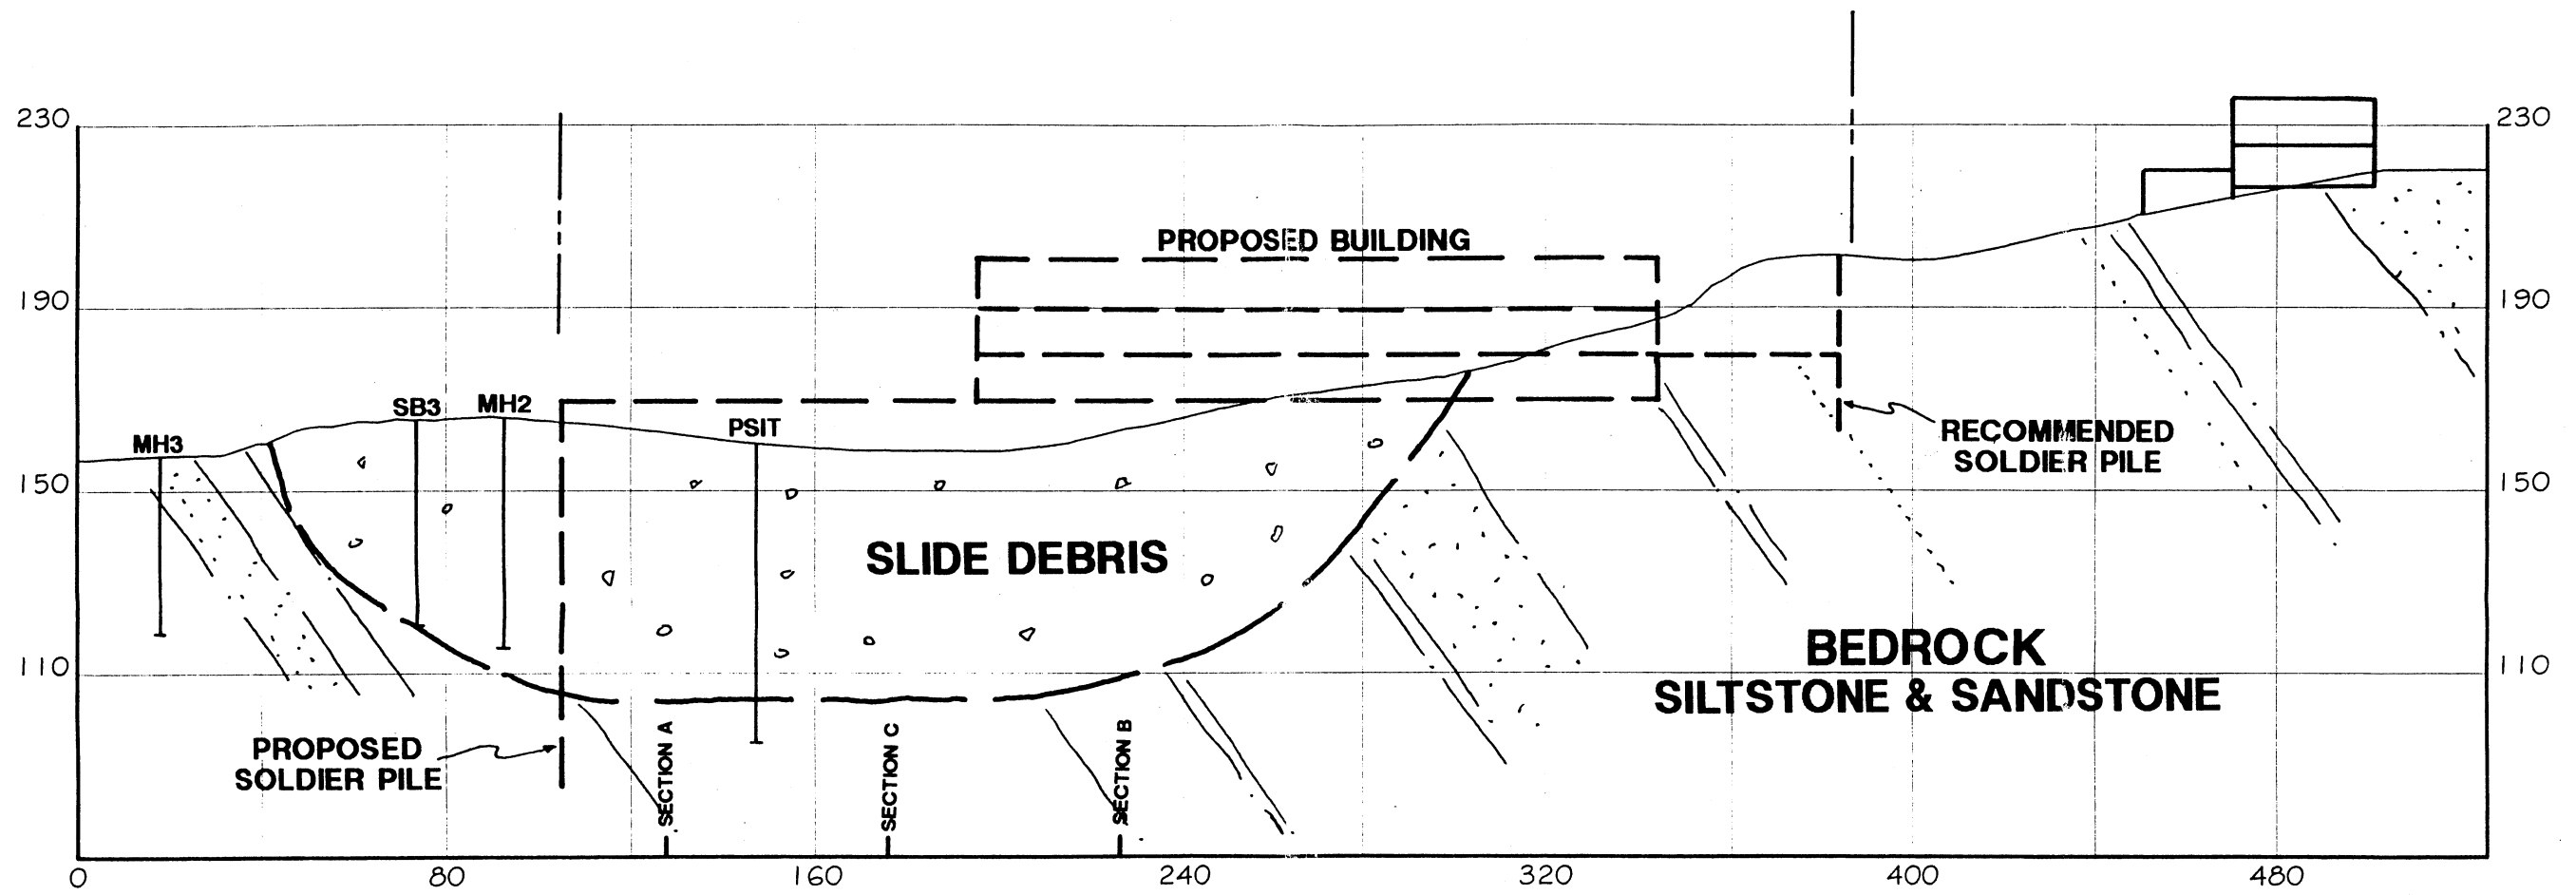 230
230
PROPOSED BUILDING
190
190
SB3
MH2
PSIT
MH3
RECOMMENDED
SOLDIER PILE
150
150
SLIDE DEBRIS
110
110
BEDROCK
SILTSTONE & SANDSTONE
PROPOSED
SOLDIER PILE
SECTION A
SECTION C
SECTION B
0
80
160
240
320
400
480